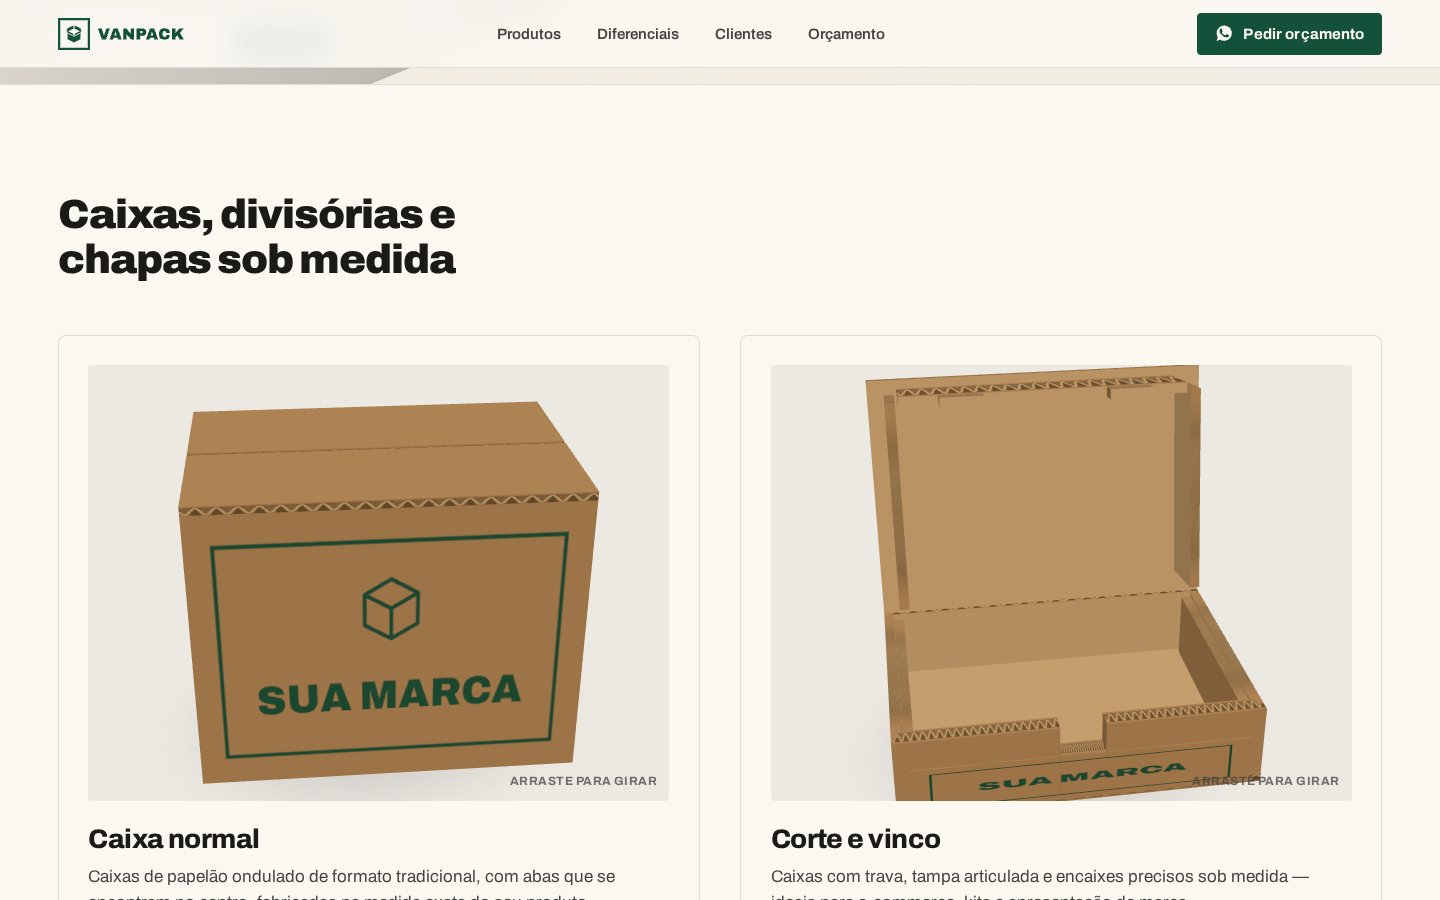 VANPACK
Produtos
Diferenciais
Clientes
Orçamento
Pedir orçamento
Caixas, divisórias e
chapas sob medida
SUA MARCA
ARRASTE PARA GIRAR
SUA MARCA
ARRASTE PARA GIRAR
Caixa normal
Caixas de papelão ondulado de formato tradicional, com abas que se
Corte e vinco
Caixas com trava, tampa articulada e encaixes precisos sob medida —